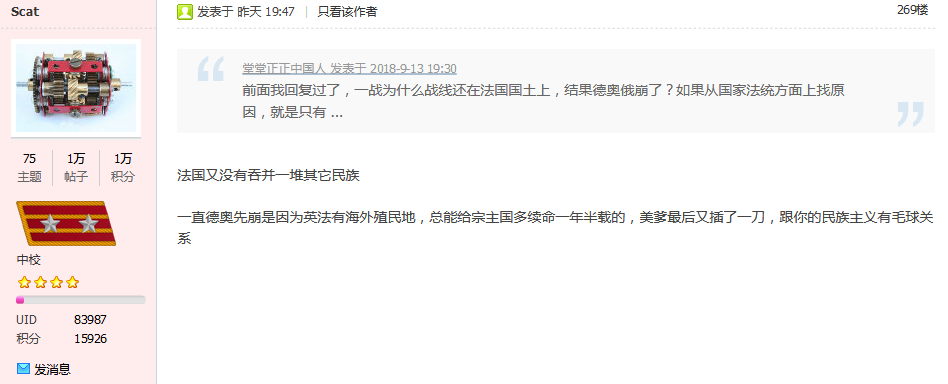 Scat
发表于 昨天 19:47 | 只看该作者
269楼
堂堂正正中国人 发表于 2018-9-13 19:30
前面我回复过了，一战为什么战线还在法国国土上，结果德奥俄崩了？如果从国家法统方面上找原
因，就是只有 ...
法国又没有吞并一堆其它民族
一直德奥先崩是因为英法有海外殖民地，总能给宗主国多续命一年半载的，美爹最后又插了一刀，跟你的民族主义有毛球关
系
75 1万 1万
主题 帖子 积分
中校
UID 83987
积分 15926
发消息